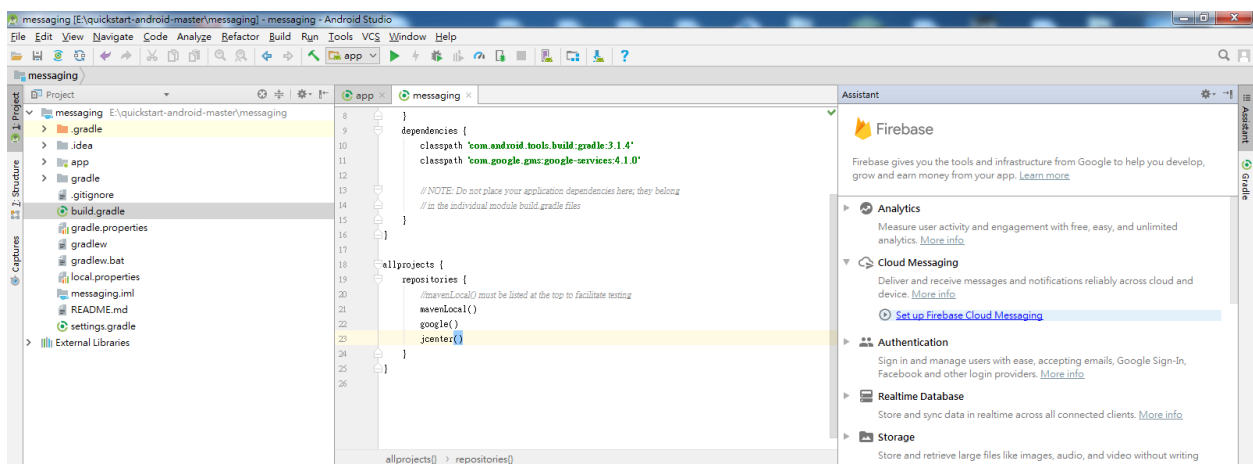 messaging [E:\quickstart-android-master\messaging] - messaging - Android Studio
File Edit View Navigate Code Analyze Refactor Build Run Tools VCS Window Help
app
messaging
Project
app
messaging
Assistant
1: Project
7: Structure
Captures
messaging E:\quickstart-android-master\messaging
.gradle
.idea
app
gradle
.gitignore
build.gradle
gradle.properties
gradlew
gradlew.bat
local.properties
messaging.iml
README.md
settings.gradle
External Libraries
8 }
9 dependencies {
10 classpath 'com.android.tools.build:gradle:3.1.4'
11 classpath 'com.google.gms:google-services:4.1.0'
12
13 // NOTE: Do not place your application dependencies here; they belong
14 // in the individual module build.gradle files
15 }
16 }
17
18 allprojects {
19 repositories {
20 //mavenLocal() must be listed at the top to facilitate testing
21 mavenLocal()
22 google()
23 jcenter()
24 }
25 }
26
allprojects{} › repositories{}
Firebase
Firebase gives you the tools and infrastructure from Google to help you develop,
grow and earn money from your app. Learn more
Analytics
Measure user activity and engagement with free, easy, and unlimited
analytics. More info
Cloud Messaging
Deliver and receive messages and notifications reliably across cloud and
device. More info
Set up Firebase Cloud Messaging
Authentication
Sign in and manage users with ease, accepting emails, Google Sign-In,
Facebook and other login providers. More info
Realtime Database
Store and sync data in realtime across all connected clients. More info
Storage
Store and retrieve large files like images, audio, and video without writing
Assistant
Gradle